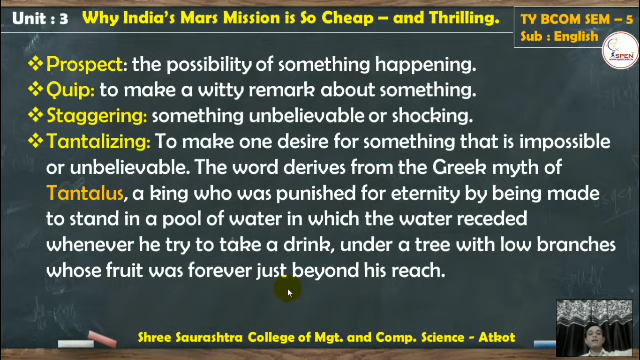 Unit : 3
Why India's Mars Mission is So Cheap – and Thrilling.
TY BCOM SEM – 5
Sub : English
SPEN
❖Prospect: the possibility of something happening.
❖Quip: to make a witty remark about something.
❖Staggering: something unbelievable or shocking.
❖Tantalizing: To make one desire for something that is impossible
or unbelievable. The word derives from the Greek myth of
Tantalus, a king who was punished for eternity by being made
to stand in a pool of water in which the water receded
whenever he try to take a drink, under a tree with low branches
whose fruit was forever just beyond his reach.
Shree Saurashtra College of Mgt. and Comp. Science - Atkot